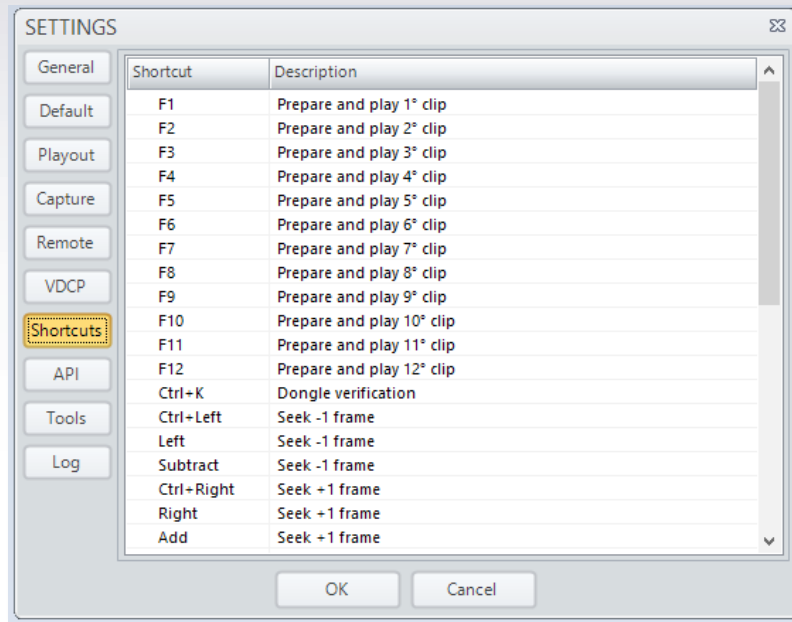 SETTINGS
General
Default
Playout
Capture
Remote
VDCP
Shortcuts
API
Tools
Log
Shortcut Description
F1 Prepare and play 1° clip
F2 Prepare and play 2° clip
F3 Prepare and play 3° clip
F4 Prepare and play 4° clip
F5 Prepare and play 5° clip
F6 Prepare and play 6° clip
F7 Prepare and play 7° clip
F8 Prepare and play 8° clip
F9 Prepare and play 9° clip
F10 Prepare and play 10° clip
F11 Prepare and play 11° clip
F12 Prepare and play 12° clip
Ctrl+K Dongle verification
Ctrl+Left Seek -1 frame
Left Seek -1 frame
Subtract Seek -1 frame
Ctrl+Right Seek +1 frame
Right Seek +1 frame
Add Seek +1 frame
OK Cancel